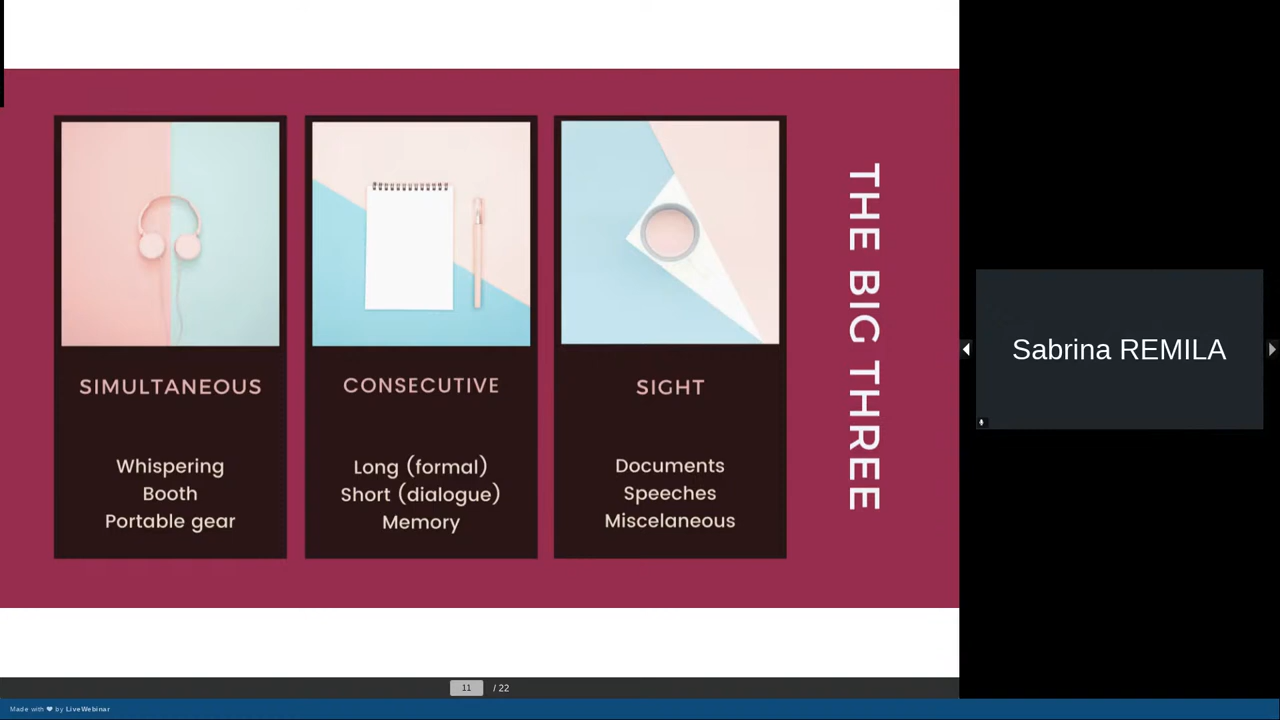 SIMULTANEOUS
Whispering
Booth
Portable gear
CONSECUTIVE
Long (formal)
Short (dialogue)
Memory
SIGHT
Documents
Speeches
Miscelaneous
THE BIG THREE
Sabrina REMILA
11 / 22
Made with ❤ by LiveWebinar